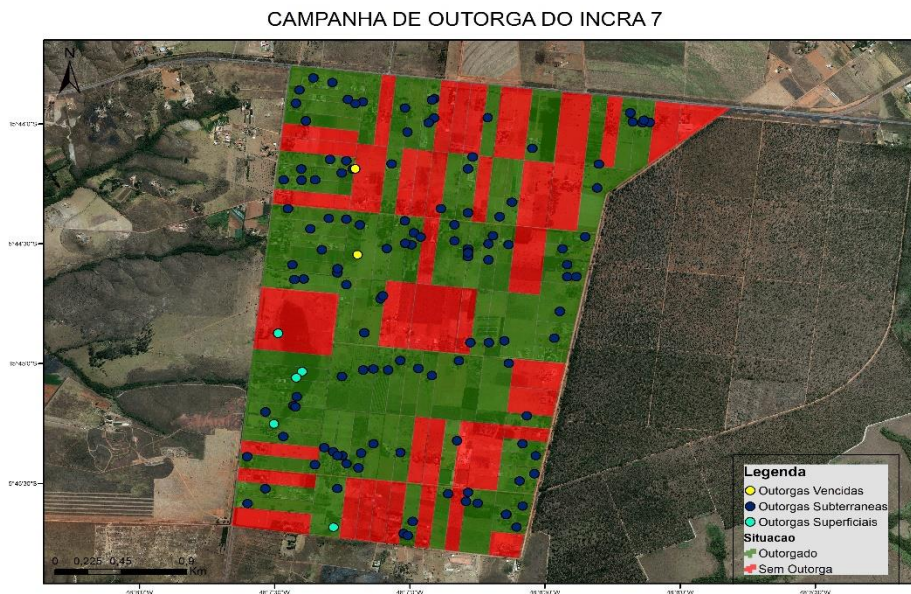 CAMPANHA DE OUTORGA DO INCRA 7
N
Legenda
Outorgas Vencidas
Outorgas Subterraneas
Outorgas Superficiais
Situacao
Outorgado
Sem Outorga
0 0,225 0,45 0,9
Km